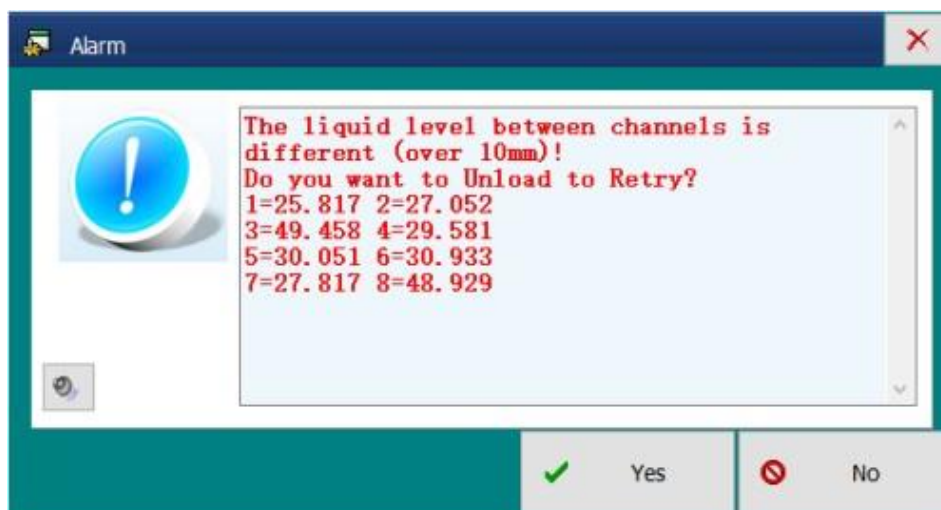 Alarm
The liquid level between channels is
different (over 10mm)!
Do you want to Unload to Retry?
1=25.817 2=27.052
3=49.458 4=29.581
5=30.051 6=30.933
7=27.817 8=48.929
Yes
No